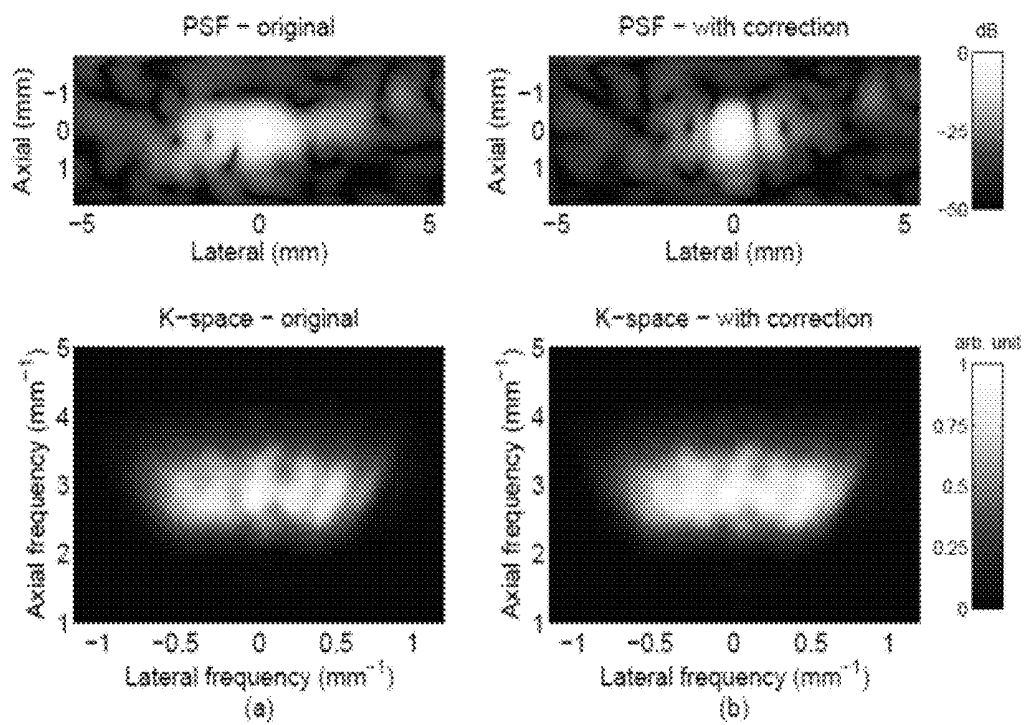 PSF − original
PSF − with correction
dB
Axial (mm)
−1
0
1
−5
0
5
Lateral (mm)
Axial (mm)
−1
0
1
−5
0
5
Lateral (mm)
0
−25
−50
K−space − original
K−space − with correction
arb. unit
Axial frequency (mm⁻¹)
5
4
3
2
1
−1
−0.5
0
0.5
1
Lateral frequency (mm⁻¹)
(a)
Axial frequency (mm⁻¹)
5
4
3
2
1
−1
−0.5
0
0.5
1
Lateral frequency (mm⁻¹)
(b)
1
0.75
0.5
0.25
0